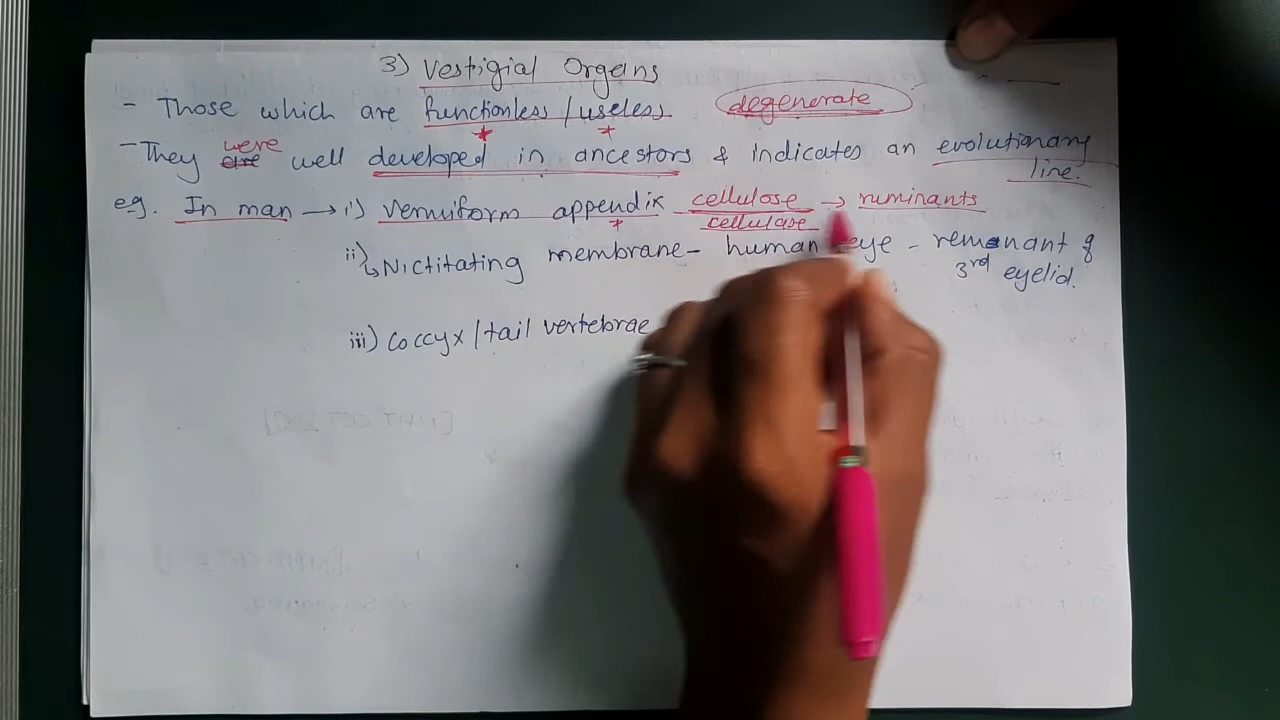 3) Vestigial Organs
- Those which are functionless / useless degenerate
- They were are well developed in ancestors & indicates an evolutionary
line.
e.g. In man → i) Vermiform appendix cellulose → ruminants
cellulase
ii) ↳ Nictitating membrane - human eye - remanant of
3rd eyelid.
iii) Coccyx / tail vertebrae